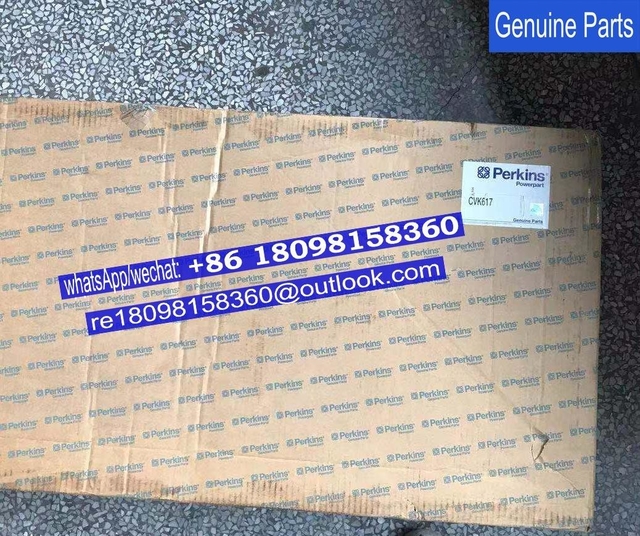 Genuine Parts
Perkins
Powerpart
CVK617
Genuine Parts
WhatsApp/wechat: +86 18098158360
re18098158360@outlook.com